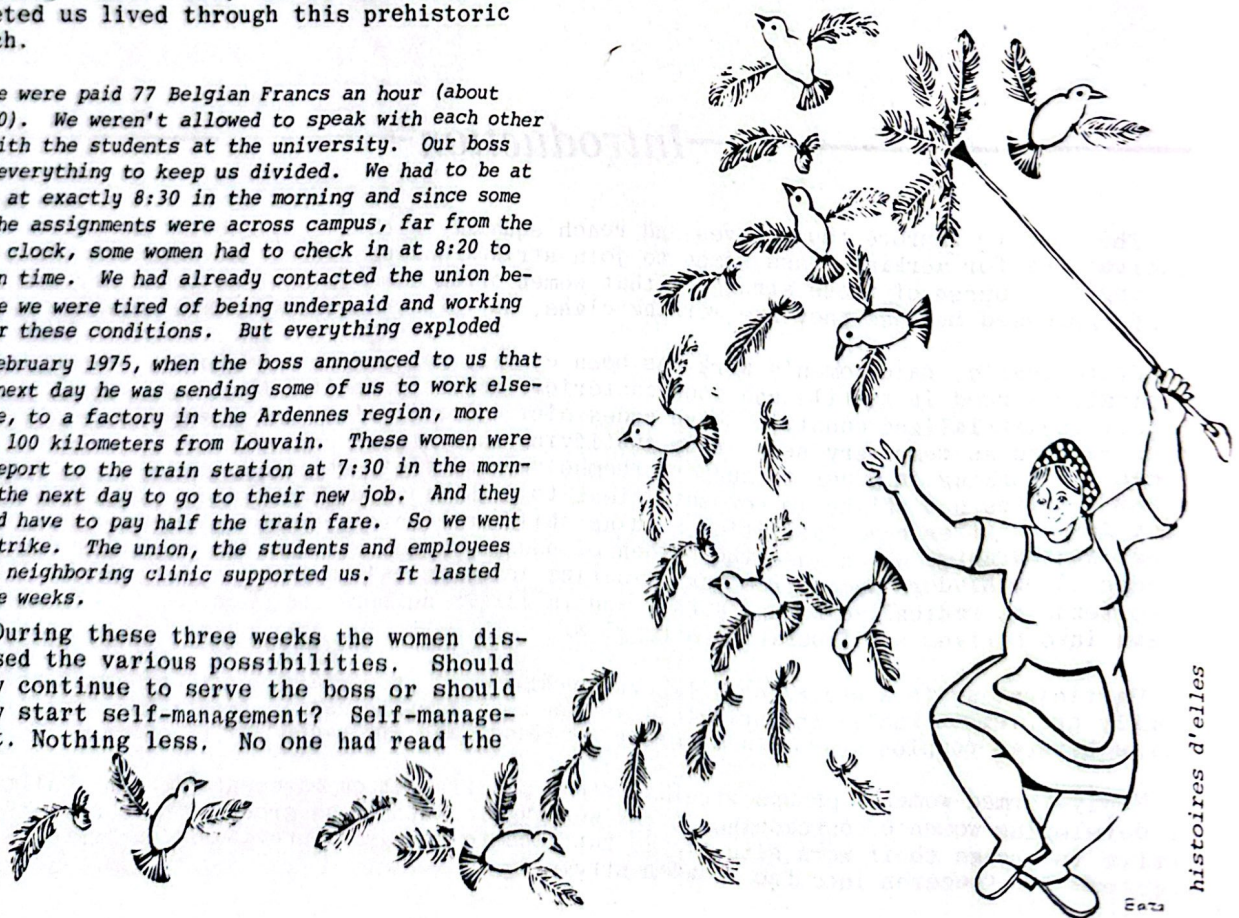 eted us lived through this prehistoric
ch.
e were paid 77 Belgian Francs an hour (about
0). We weren't allowed to speak with each other
ith the students at the university. Our boss
everything to keep us divided. We had to be at
at exactly 8:30 in the morning and since some
he assignments were across campus, far from the
clock, some women had to check in at 8:20 to
n time. We had already contacted the union be-
e we were tired of being underpaid and working
r these conditions. But everything exploded
ebruary 1975, when the boss announced to us that
next day he was sending some of us to work else-
e, to a factory in the Ardennes region, more
100 kilometers from Louvain. These women were
eport to the train station at 7:30 in the morn-
the next day to go to their new job. And they
d have to pay half the train fare. So we went
trike. The union, the students and employees
neighboring clinic supported us. It lasted
e weeks.
During these three weeks the women dis-
sed the various possibilities. Should
y continue to serve the boss or should
y start self-management? Self-manage-
t. Nothing less. No one had read the
histoires d'elles